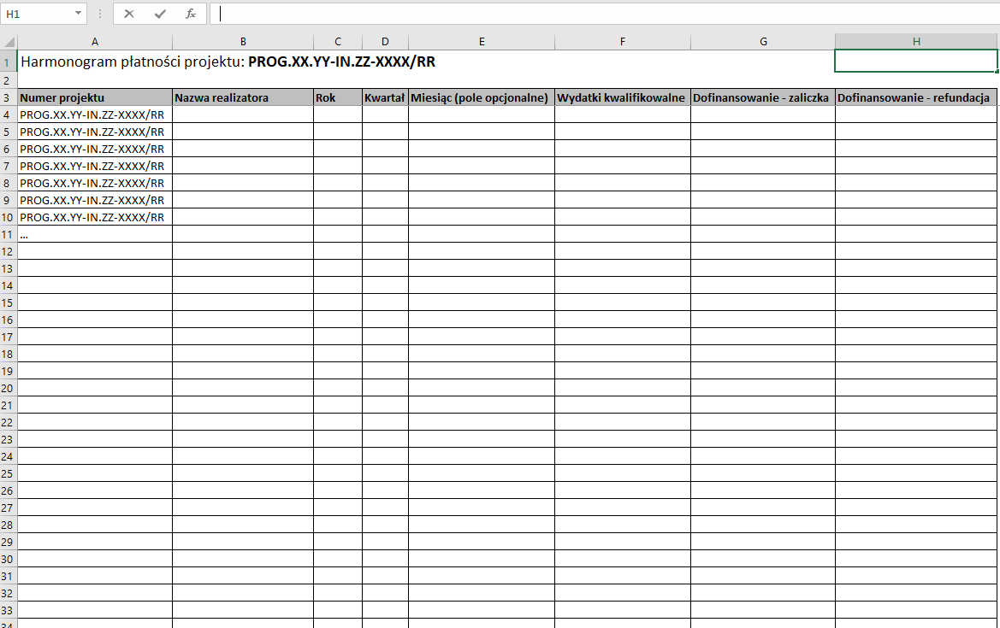 H1
fx
A B C D E F G H
1 Harmonogram płatności projektu: PROG.XX.YY-IN.ZZ-XXXX/RR
2
3 Numer projektu Nazwa realizatora Rok Kwartał Miesiąc (pole opcjonalne) Wydatki kwalifikowalne Dofinansowanie - zaliczka Dofinansowanie - refundacja
4 PROG.XX.YY-IN.ZZ-XXXX/RR
5 PROG.XX.YY-IN.ZZ-XXXX/RR
6 PROG.XX.YY-IN.ZZ-XXXX/RR
7 PROG.XX.YY-IN.ZZ-XXXX/RR
8 PROG.XX.YY-IN.ZZ-XXXX/RR
9 PROG.XX.YY-IN.ZZ-XXXX/RR
10 PROG.XX.YY-IN.ZZ-XXXX/RR
11 ...
12
13
14
15
16
17
18
19
20
21
22
23
24
25
26
27
28
29
30
31
32
33
34